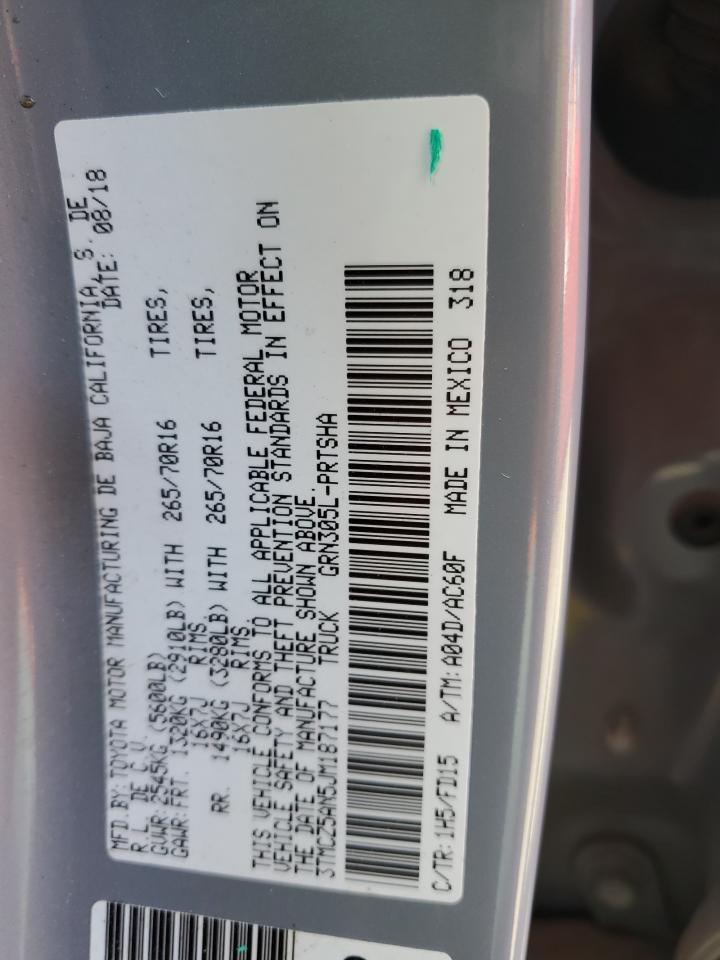 MFD.BY:TOYOTA MOTOR MANUFACTURING DE BAJA CALIFORNIA, S. DE
R.L. DE C.V. DATE: 08/18
GVWR:2545KG (5600LB)
GAWR:FRT. 1320KG (2910LB) WITH 265/70R16 TIRES,
16X7J RIMS.
RR. 1490KG (3280LB) WITH 265/70R16 TIRES,
16X7J RIMS.
THIS VEHICLE CONFORMS TO ALL APPLICABLE FEDERAL MOTOR
VEHICLE SAFETY AND THEFT PREVENTION STANDARDS IN EFFECT ON
THE DATE OF MANUFACTURE SHOWN ABOVE.
3TMCZ5AN5JM187177 TRUCK GRN305L-PRTSHA
C/TR:1H5/FD15 A/TM:A04D/AC60F MADE IN MEXICO 318